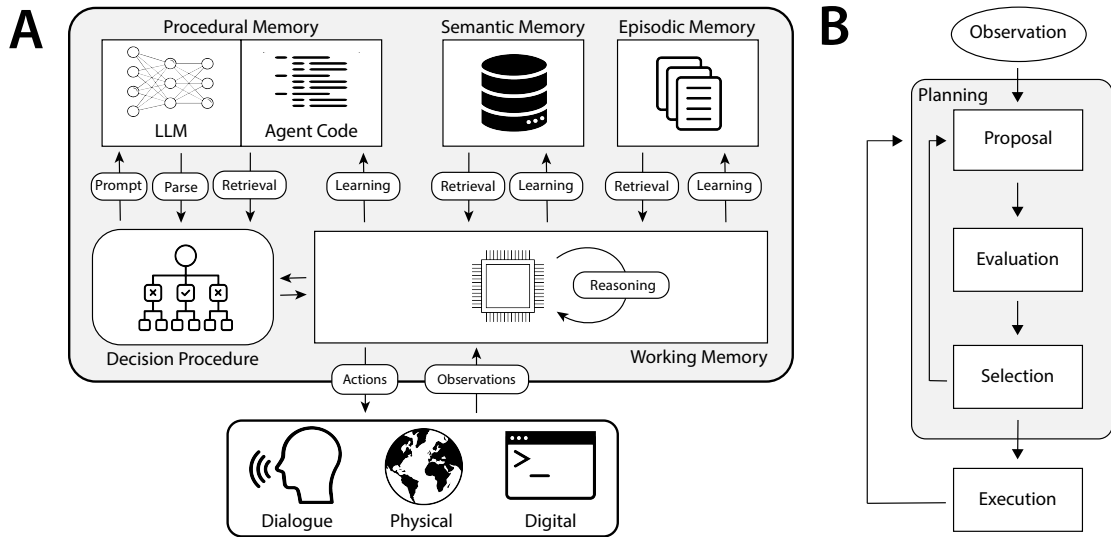 A
Procedural Memory
Semantic Memory
Episodic Memory
LLM
Agent Code
Prompt
Parse
Retrieval
Learning
Retrieval
Learning
Retrieval
Learning
Reasoning
Decision Procedure
Working Memory
Actions
Observations
>_
Dialogue
Physical
Digital
B
Observation
Planning
Proposal
Evaluation
Selection
Execution